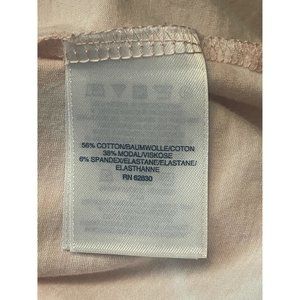 56% COTTON/BAUMWOLLE/COTON
38% MODAL/VISKOSE
6% SPANDEX/ELASTANE/ELASTANE/
ELASTHANNE
RN 62830